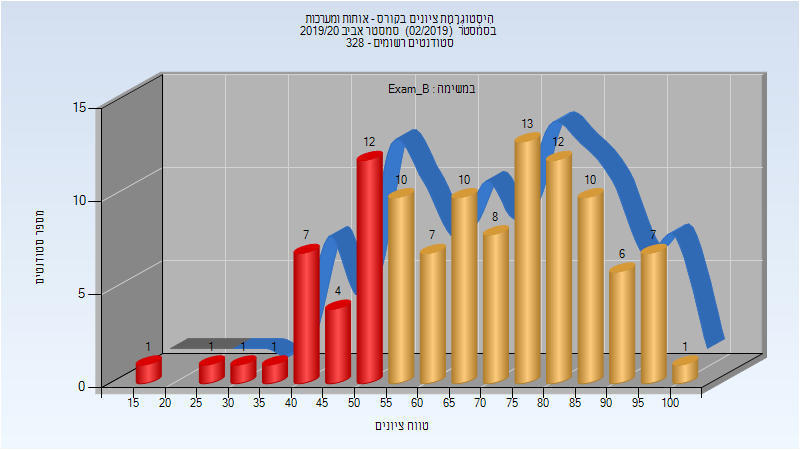 היסטוגרמת ציונים בקורס - אותות ומערכות
בסמסטר (02/2019) סמסטר אביב 2019/20
סטודנטים רשומים - 328
במשימה : Exam_B
מספר סטודנטים
15
10
5
0
1 1 1 1 7 4 12 10 7 10 8 13 12 10 6 7 1
15 20 25 30 35 40 45 50 55 60 65 70 75 80 85 90 95 100
טווח ציונים